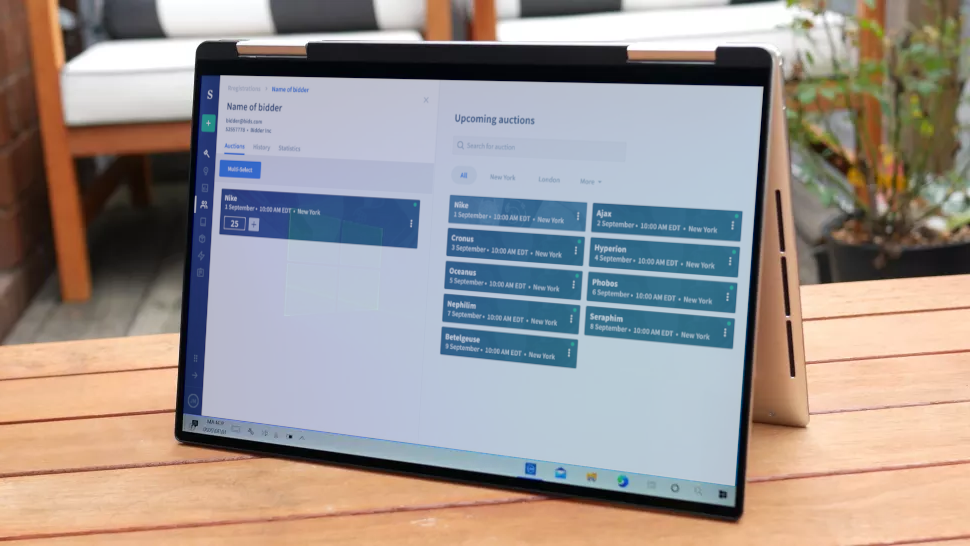 S
Name of bidder
Name of bidder
bidder@bids.com
Bidder Inc
Auctions History Statistics
Multi-Select
Nike
1 September • 10:00 AM EDT • New York
25 +
Upcoming auctions
Search for auction
All New York London More
Nike
1 September • 10:00 AM EDT • New York
Ajax
2 September • 10:00 AM EDT • New York
Cronus
3 September • 10:00 AM EDT • New York
Hyperion
4 September • 10:00 AM EDT • New York
Oceanus
5 September • 10:00 AM EDT • New York
Phobos
6 September • 10:00 AM EDT • New York
Nephilim
7 September • 10:00 AM EDT • New York
Seraphim
8 September • 10:00 AM EDT • New York
Betelgeuse
9 September • 10:00 AM EDT • New York